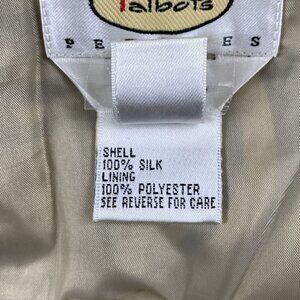 Talbots
SHELL
100% SILK
LINING
100% POLYESTER
SEE REVERSE FOR CARE